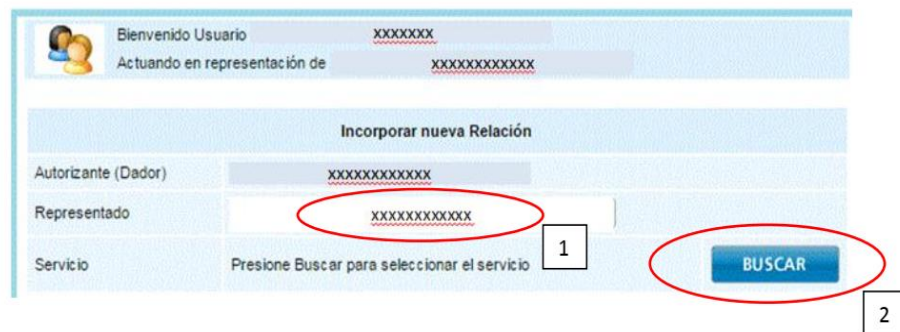 Bienvenido Usuario xxxxxxx
Actuando en representación de xxxxxxxxxxxx
Incorporar nueva Relación
Autorizante (Dador) xxxxxxxxxxxx
Representado xxxxxxxxxxxx
1
Servicio Presione Buscar para seleccionar el servicio BUSCAR
2